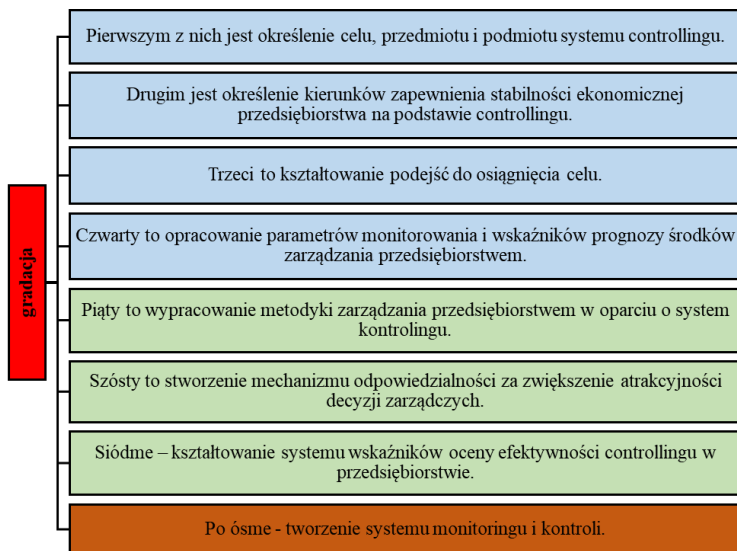 gradacja
Pierwszym z nich jest określenie celu, przedmiotu i podmiotu systemu controllingu.
Drugim jest określenie kierunków zapewnienia stabilności ekonomicznej
przedsiębiorstwa na podstawie controllingu.
Trzeci to kształtowanie podejść do osiągnięcia celu.
Czwarty to opracowanie parametrów monitorowania i wskaźników prognozy środków
zarządzania przedsiębiorstwem.
Piąty to wypracowanie metodyki zarządzania przedsiębiorstwem w oparciu o system
kontrolingu.
Szósty to stworzenie mechanizmu odpowiedzialności za zwiększenie atrakcyjności
decyzji zarządczych.
Siódme – kształtowanie systemu wskaźników oceny efektywności controllingu w
przedsiębiorstwie.
Po ósme - tworzenie systemu monitoringu i kontroli.